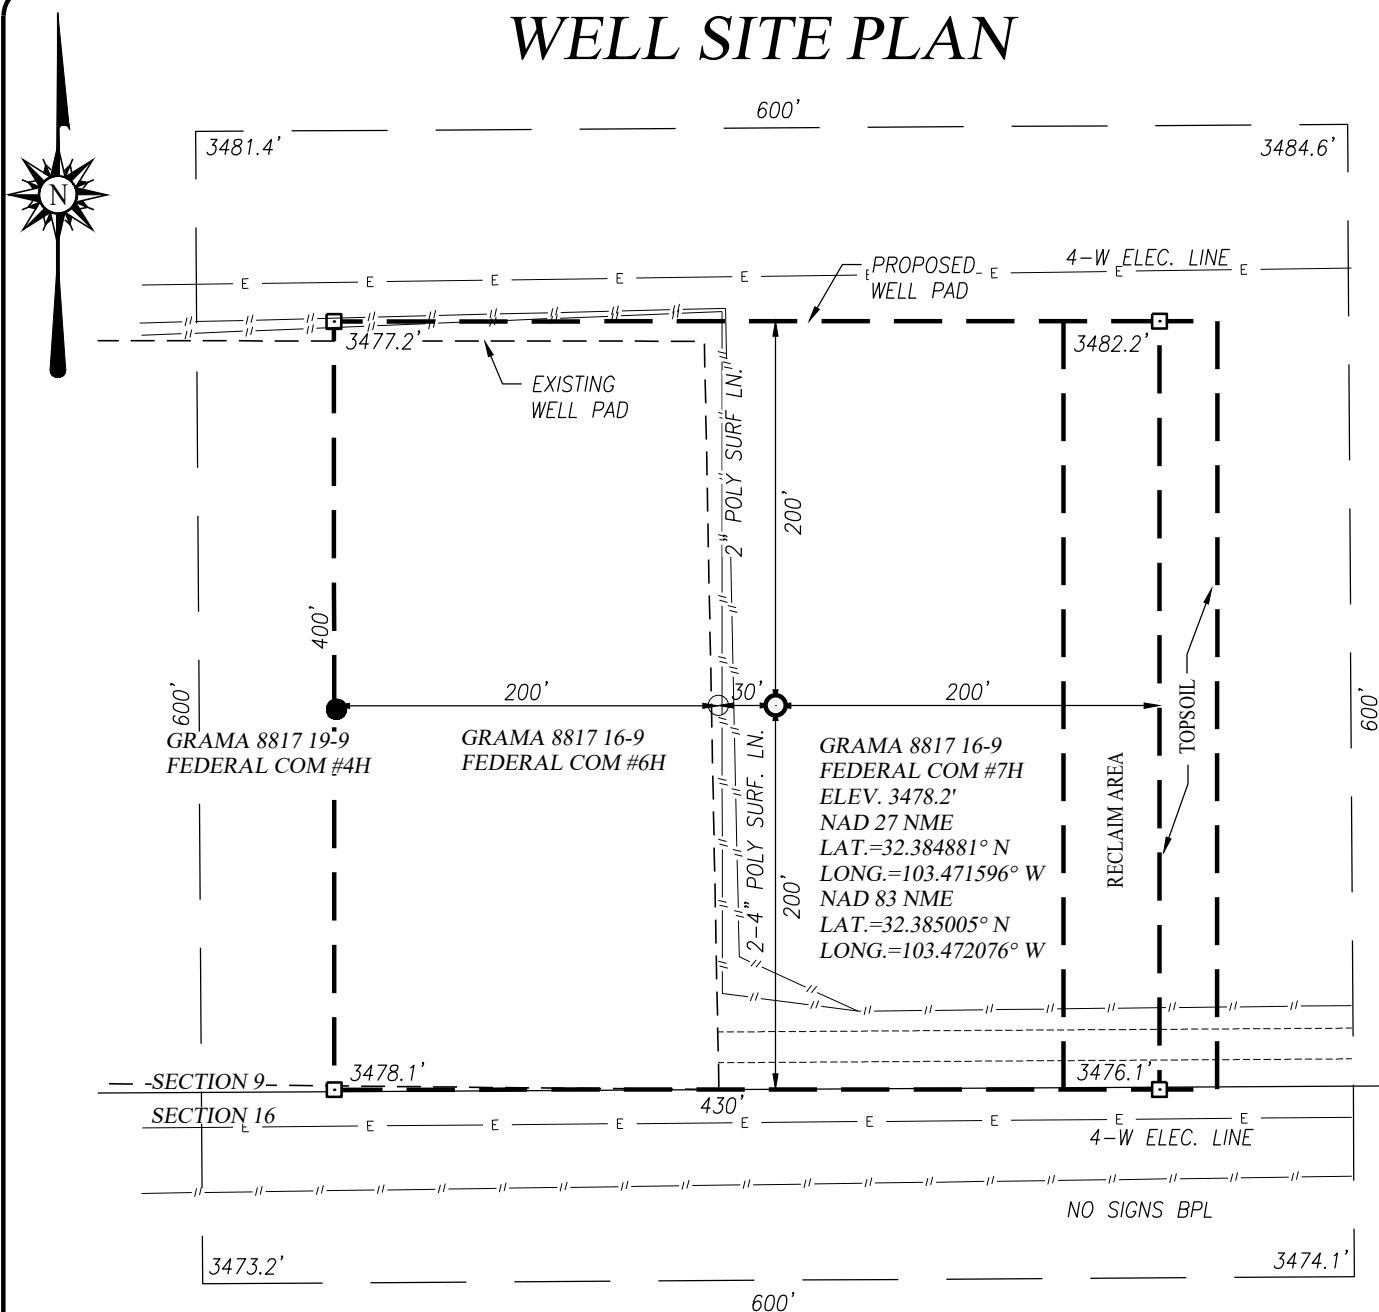 WELL SITE PLAN
600'
3481.4'
3484.6'
N
4-W ELEC. LINE
E E E E E E E E E
PROPOSED
WELL PAD
3477.2'
3482.2'
EXISTING
WELL PAD
2" POLY SURF LN.
200'
400'
600'
200'
30'
200'
TOPSOIL
600'
GRAMA 8817 19-9
FEDERAL COM #4H
GRAMA 8817 16-9
FEDERAL COM #6H
GRAMA 8817 16-9
FEDERAL COM #7H
ELEV. 3478.2'
NAD 27 NME
LAT.=32.384881° N
LONG.=103.471596° W
NAD 83 NME
LAT.=32.385005° N
LONG.=103.472076° W
2-4" POLY SURF. LN.
200'
RECLAIM AREA
3478.1'
3476.1'
SECTION 9
SECTION 16
430'
E E E E E E E E E
4-W ELEC. LINE
NO SIGNS BPL
3473.2'
3474.1'
600'